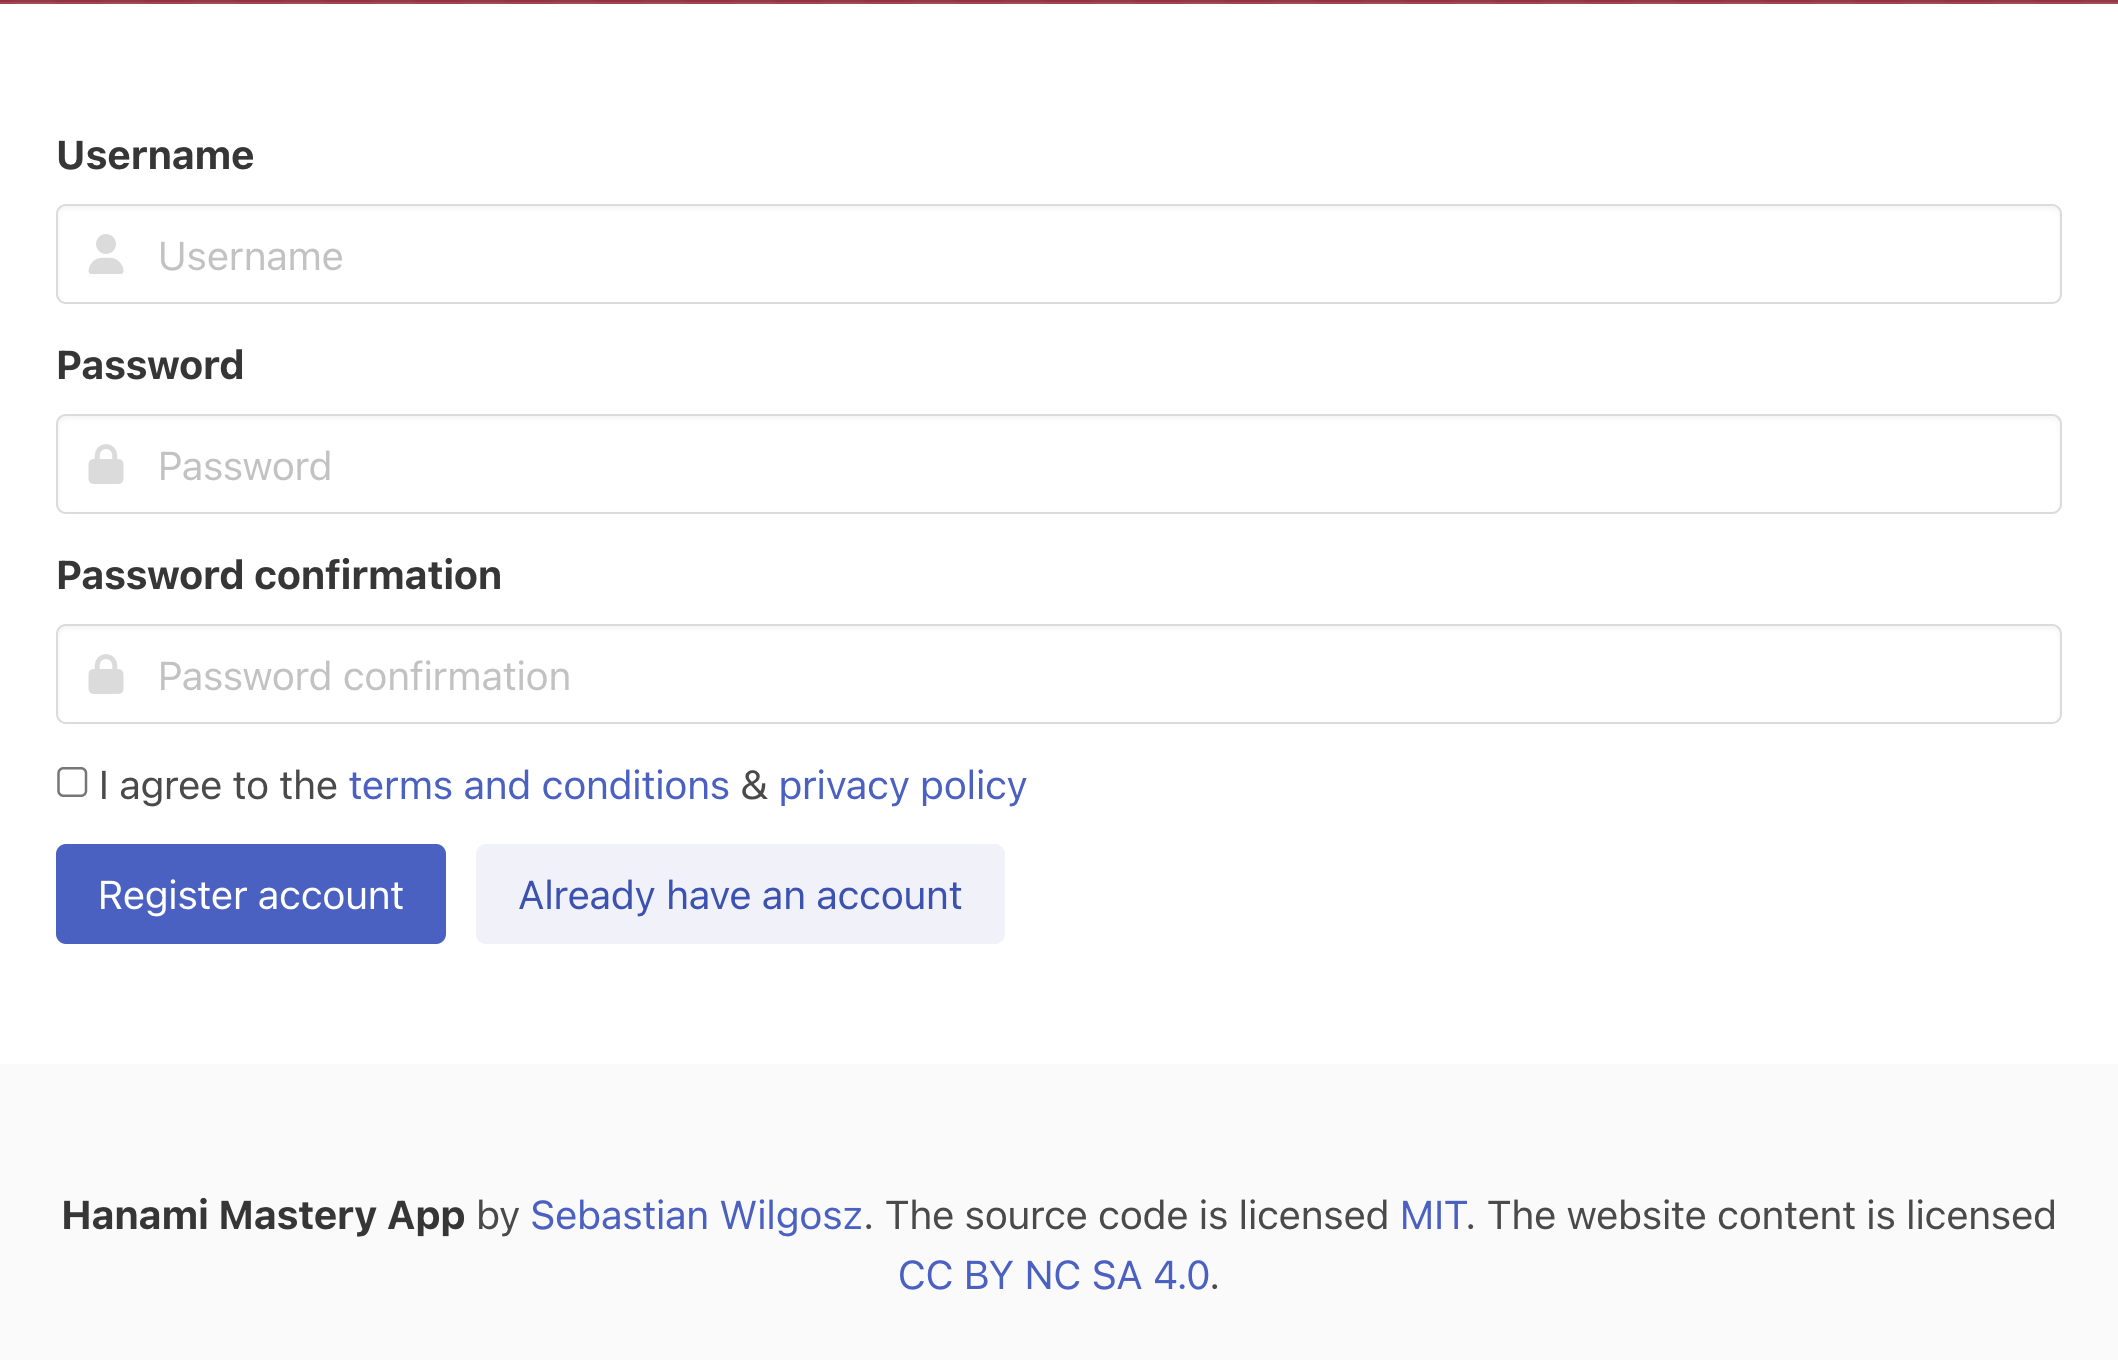 Username
Username
Password
Password
Password confirmation
Password confirmation
I agree to the terms and conditions & privacy policy
Register account
Already have an account
Hanami Mastery App by Sebastian Wilgosz. The source code is licensed MIT. The website content is licensed
CC BY NC SA 4.0.